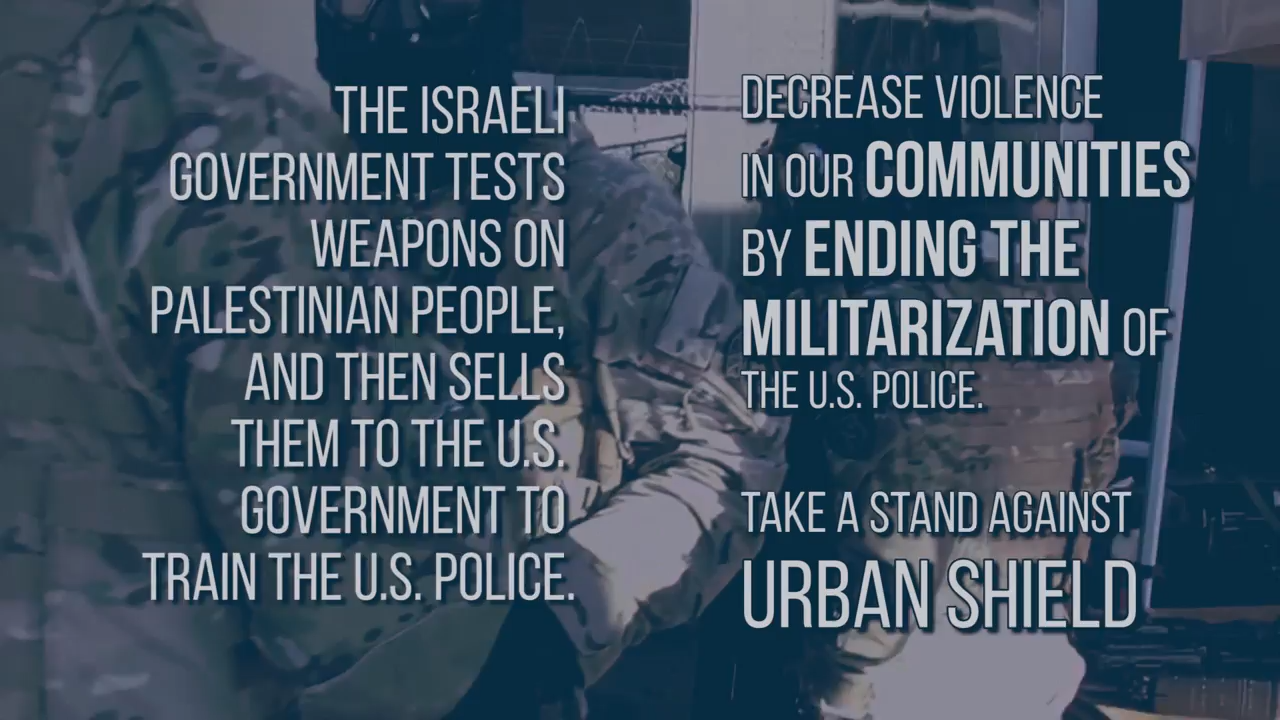 THE ISRAELI
GOVERNMENT TESTS
WEAPONS ON
PALESTINIAN PEOPLE,
AND THEN SELLS
THEM TO THE U.S.
GOVERNMENT TO
TRAIN THE U.S. POLICE.
DECREASE VIOLENCE
IN OUR COMMUNITIES
BY ENDING THE
MILITARIZATION OF
THE U.S. POLICE.
TAKE A STAND AGAINST
URBAN SHIELD